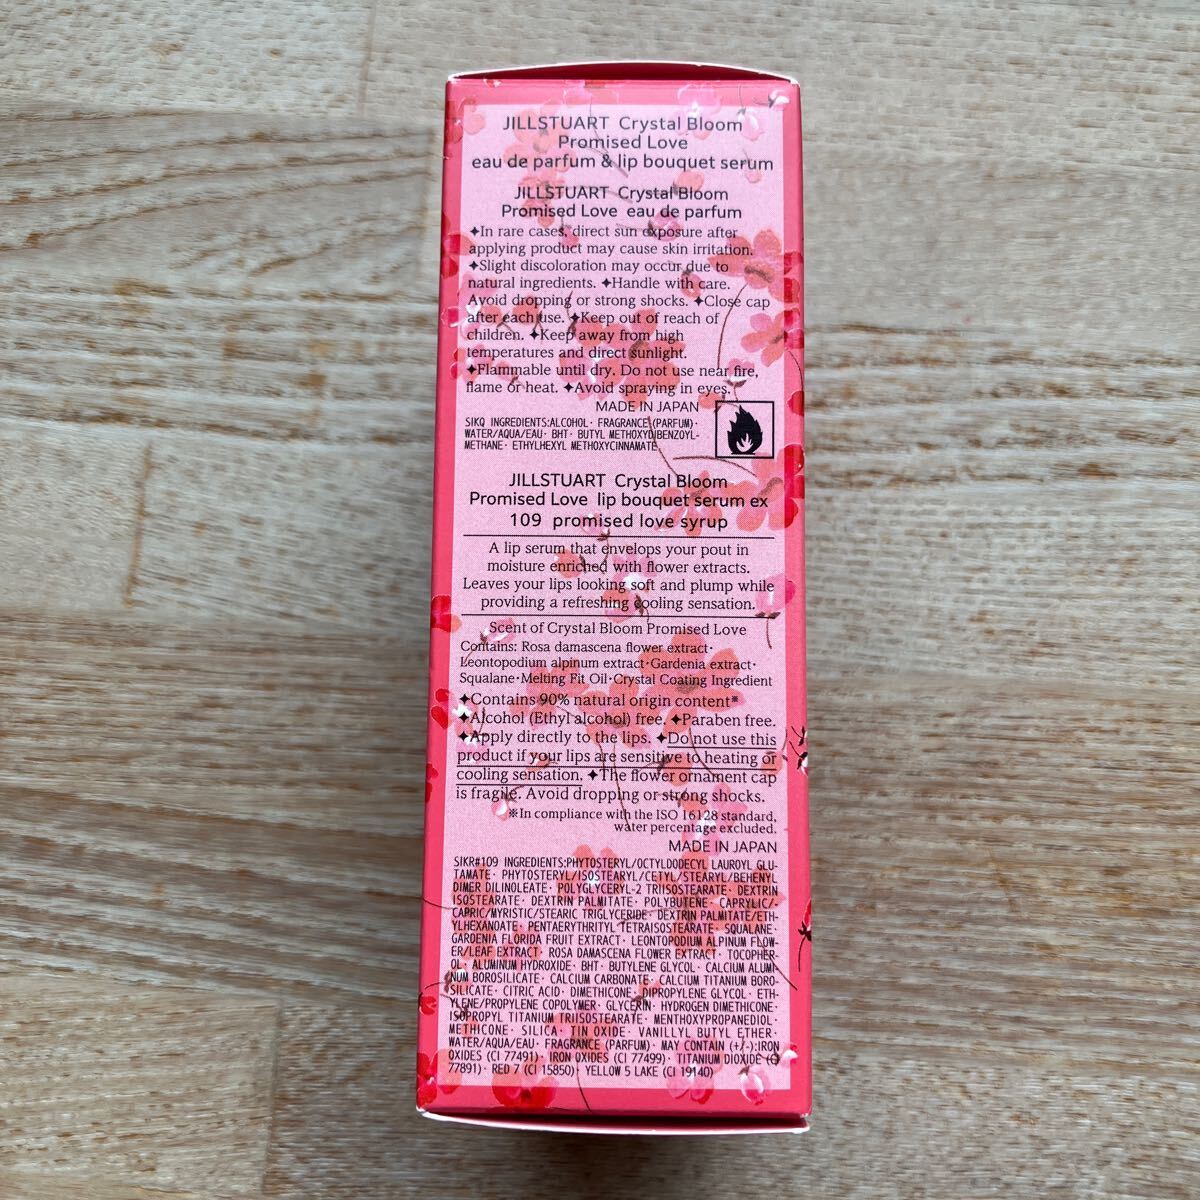 JILLSTUART Crystal Bloom
Promised Love
eau de parfum & lip bouquet serum
JILLSTUART Crystal Bloom
Promised Love eau de parfum
✦In rare cases, direct sun exposure after
applying product may cause skin irritation.
✦Slight discoloration may occur due to
natural ingredients. ✦Handle with care.
Avoid dropping or strong shocks. ✦Close cap
after each use. ✦Keep out of reach of
children. ✦Keep away from high
temperatures and direct sunlight.
✦Flammable until dry. Do not use near fire,
flame or heat. ✦Avoid spraying in eyes.
MADE IN JAPAN
SIKQ INGREDIENTS:ALCOHOL· FRAGRANCE (PARFUM)·
WATER/AQUA/EAU· BHT· BUTYL METHOXYDIBENZOYL-
METHANE· ETHYLHEXYL METHOXYCINNAMATE
JILLSTUART Crystal Bloom
Promised Love lip bouquet serum ex
109 promised love syrup
A lip serum that envelops your pout in
moisture enriched with flower extracts.
Leaves your lips looking soft and plump while
providing a refreshing cooling sensation.
Scent of Crystal Bloom Promised Love
Contains: Rosa damascena flower extract·
Leontopodium alpinum extract·Gardenia extract·
Squalane·Melting Fit Oil·Crystal Coating Ingredient
✦Contains 90% natural origin content※
✦Alcohol (Ethyl alcohol) free. ✦Paraben free.
✦Apply directly to the lips. ✦Do not use this
product if your lips are sensitive to heating or
cooling sensation. ✦The flower ornament cap
is fragile. Avoid dropping or strong shocks.
※In compliance with the ISO 16128 standard,
water percentage excluded.
MADE IN JAPAN
SIKR#109 INGREDIENTS:PHYTOSTERYL/OCTYLDODECYL LAUROYL GLU-
TAMATE· PHYTOSTERYL/ISOSTEARYL/CETYL/STEARYL/BEHENYL
DIMER DILINOLEATE· POLYGLYCERYL-2 TRIISOSTEARATE· DEXTRIN
ISOSTEARATE· DEXTRIN PALMITATE· POLYBUTENE· CAPRYLIC/
CAPRIC/MYRISTIC/STEARIC TRIGLYCERIDE· DEXTRIN PALMITATE/ETH-
YLHEXANOATE· PENTAERYTHRITYL TETRAISOSTEARATE· SQUALANE·
GARDENIA FLORIDA FRUIT EXTRACT· LEONTOPODIUM ALPINUM FLOW-
ER/LEAF EXTRACT· ROSA DAMASCENA FLOWER EXTRACT· TOCOPHER-
OL· ALUMINUM HYDROXIDE· BHT· BUTYLENE GLYCOL· CALCIUM ALUMI
NUM BOROSILICATE· CALCIUM CARBONATE· CALCIUM TITANIUM BORO-
SILICATE· CITRIC ACID· DIMETHICONE· DIPROPYLENE GLYCOL· ETH-
YLENE/PROPYLENE COPOLYMER· GLYCERIN· HYDROGEN DIMETHICONE·
ISOPROPYL TITANIUM TRIISOSTEARATE· MENTHOXYPROPANEDIOL·
METHICONE· SILICA· TIN OXIDE· VANILLYL BUTYL ETHER·
WATER/AQUA/EAU· FRAGRANCE (PARFUM)· MAY CONTAIN (+/-):IRON
OXIDES (CI 77491)· IRON OXIDES (CI 77499)· TITANIUM DIOXIDE (CI
77891)· RED 7 (CI 15850)· YELLOW 5 LAKE (CI 19140)